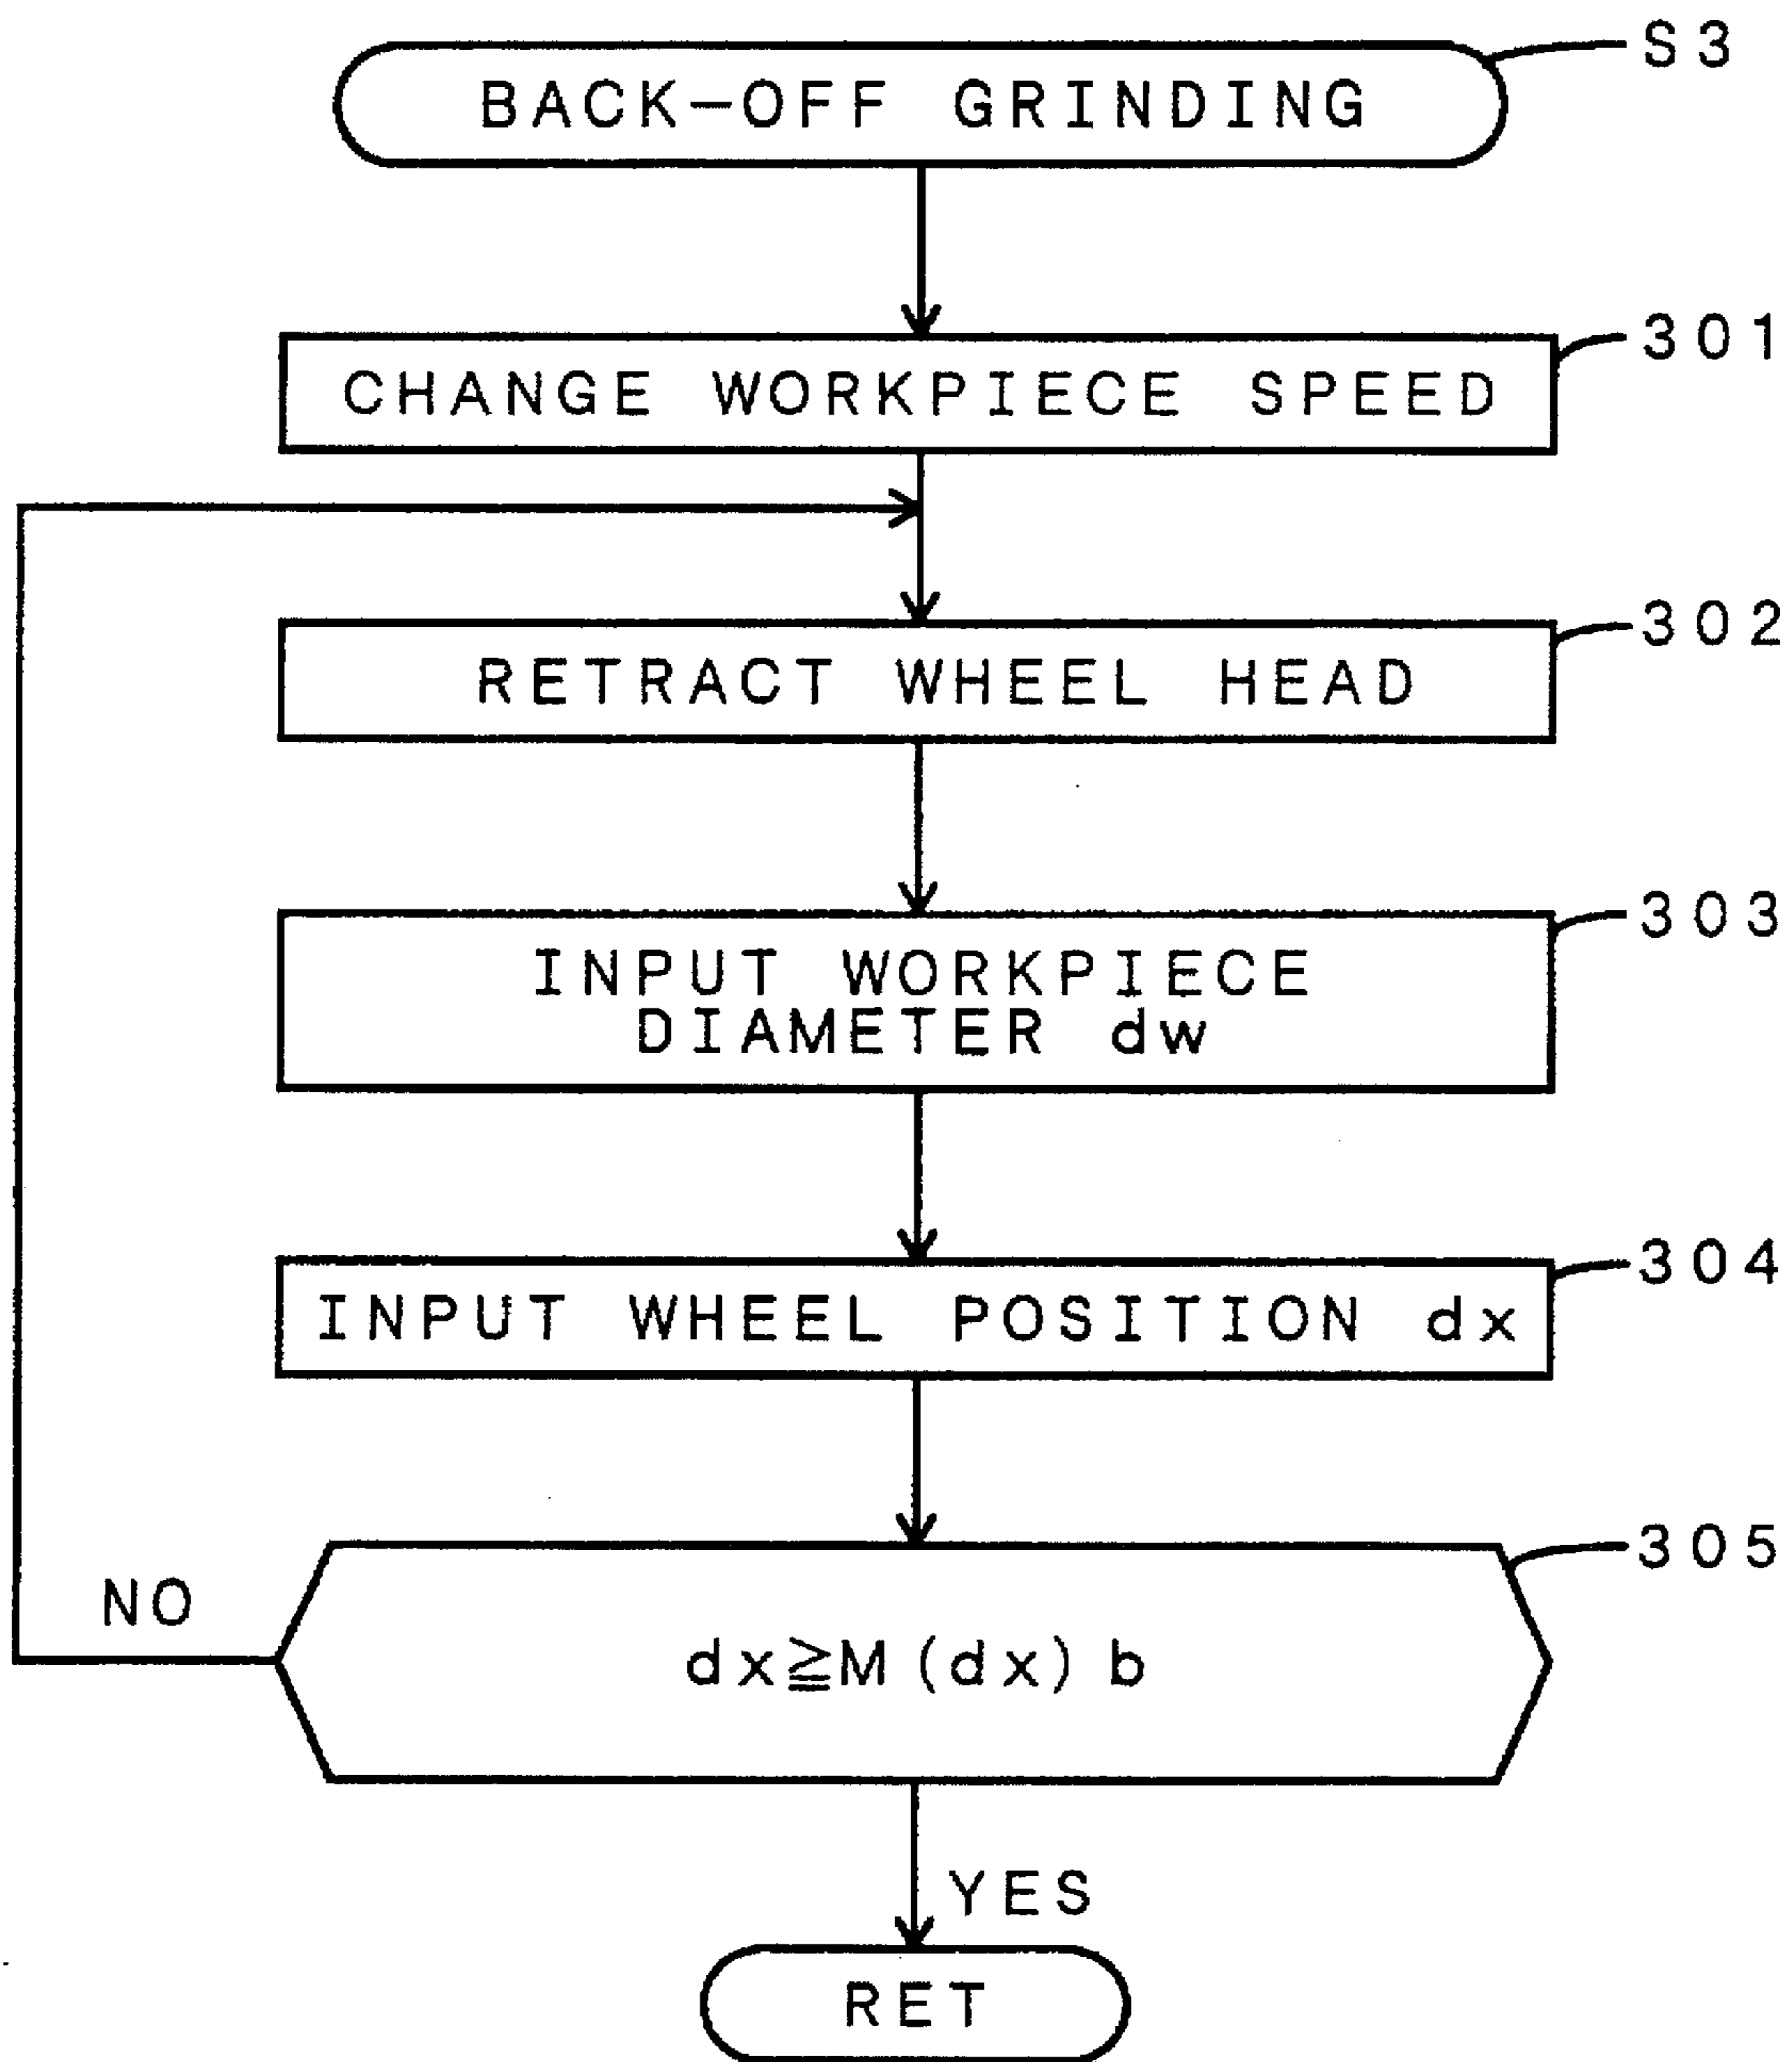 S3
BACK-OFF GRINDING
301
CHANGE WORKPIECE SPEED
302
RETRACT WHEEL HEAD
303
INPUT WORKPIECE
DIAMETER dw
304
INPUT WHEEL POSITION dx
305
NO
dx≧M(dx)b
YES
RET